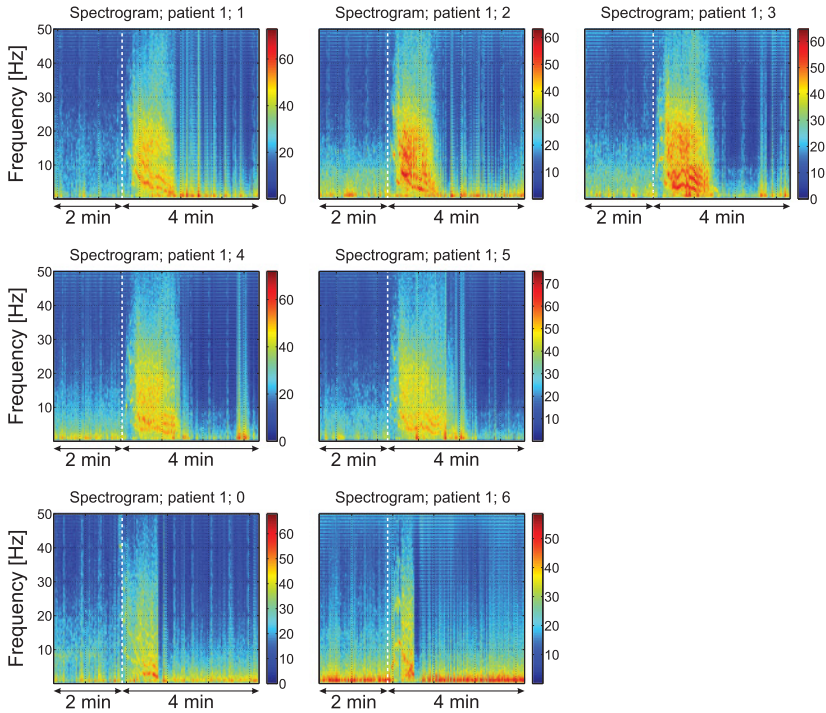 Spectrogram; patient 1; 1
Spectrogram; patient 1; 2
Spectrogram; patient 1; 3
Frequency [Hz]
50
40
30
20
10
60
40
20
0
60
50
40
30
20
10
0
60
50
40
30
20
10
0
2 min
4 min
2 min
4 min
2 min
4 min
Spectrogram; patient 1; 4
Spectrogram; patient 1; 5
Frequency [Hz]
50
40
30
20
10
60
40
20
0
70
60
50
40
30
20
10
2 min
4 min
2 min
4 min
Spectrogram; patient 1; 0
Spectrogram; patient 1; 6
Frequency [Hz]
50
40
30
20
10
60
50
40
30
20
10
0
50
40
30
20
10
2 min
4 min
2 min
4 min